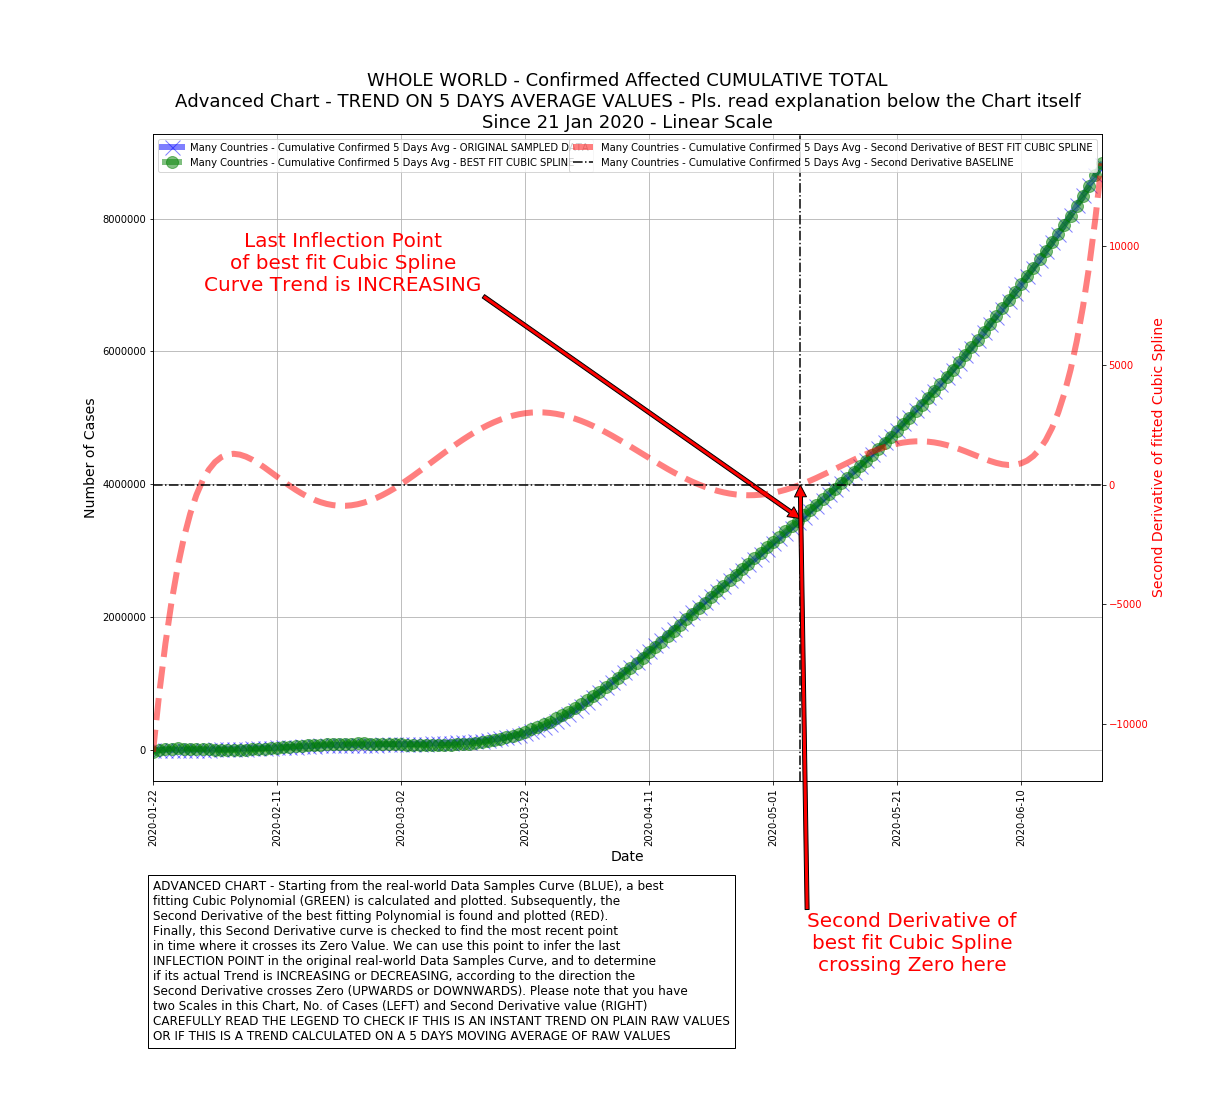 WHOLE WORLD - Confirmed Affected CUMULATIVE TOTAL
Advanced Chart - TREND ON 5 DAYS AVERAGE VALUES - Pls. read explanation below the Chart itself
Since 21 Jan 2020 - Linear Scale
Many Countries - Cumulative Confirmed 5 Days Avg - ORIGINAL SAMPLED DATA
Many Countries - Cumulative Confirmed 5 Days Avg - BEST FIT CUBIC SPLIN
Many Countries - Cumulative Confirmed 5 Days Avg - Second Derivative of BEST FIT CUBIC SPLINE
Many Countries - Cumulative Confirmed 5 Days Avg - Second Derivative BASELINE
Last Inflection Point
of best fit Cubic Spline
Curve Trend is INCREASING
Number of Cases
8000000
6000000
4000000
2000000
0
10000
5000
0
−5000
−10000
Second Derivative of fitted Cubic Spline
2020-01-22
2020-02-11
2020-03-02
2020-03-22
2020-04-11
2020-05-01
2020-05-21
2020-06-10
Date
Second Derivative of
best fit Cubic Spline
crossing Zero here
ADVANCED CHART - Starting from the real-world Data Samples Curve (BLUE), a best
fitting Cubic Polynomial (GREEN) is calculated and plotted. Subsequently, the
Second Derivative of the best fitting Polynomial is found and plotted (RED).
Finally, this Second Derivative curve is checked to find the most recent point
in time where it crosses its Zero Value. We can use this point to infer the last
INFLECTION POINT in the original real-world Data Samples Curve, and to determine
if its actual Trend is INCREASING or DECREASING, according to the direction the
Second Derivative crosses Zero (UPWARDS or DOWNWARDS). Please note that you have
two Scales in this Chart, No. of Cases (LEFT) and Second Derivative value (RIGHT)
CAREFULLY READ THE LEGEND TO CHECK IF THIS IS AN INSTANT TREND ON PLAIN RAW VALUES
OR IF THIS IS A TREND CALCULATED ON A 5 DAYS MOVING AVERAGE OF RAW VALUES